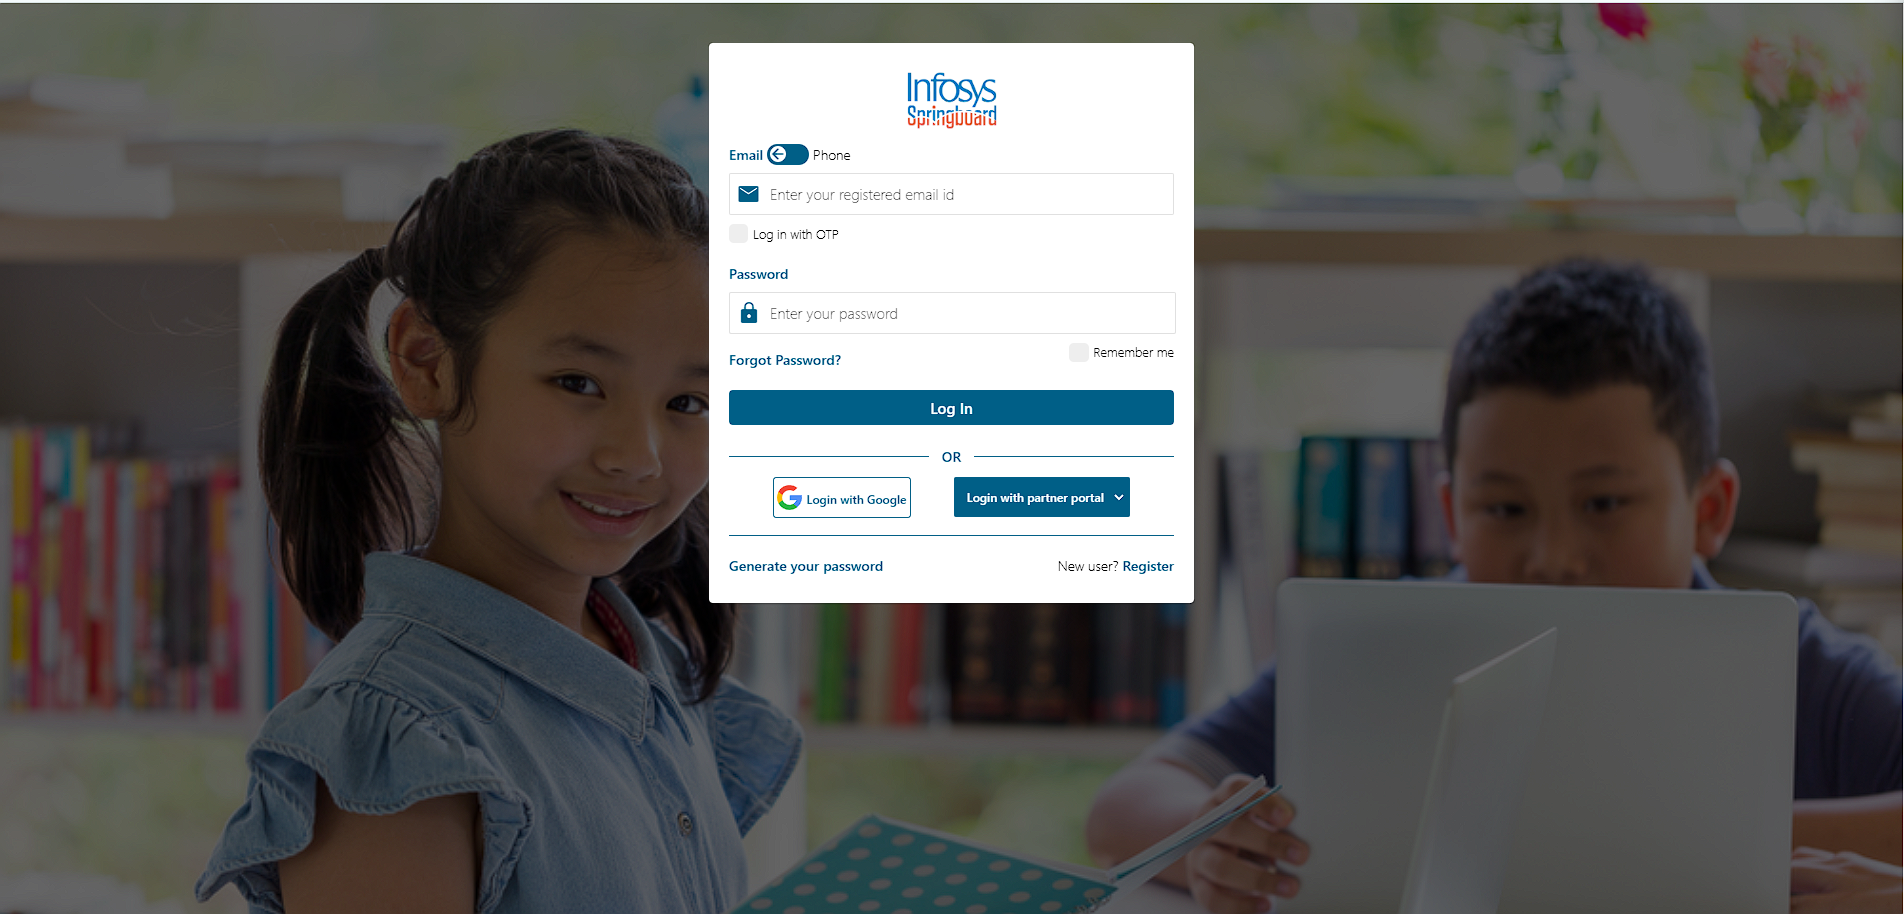 Infosys
Springboard
Email Phone
Enter your registered email id
Log in with OTP
Password
Enter your password
Forgot Password? Remember me
Log In
OR
Login with Google Login with partner portal
Generate your password New user? Register